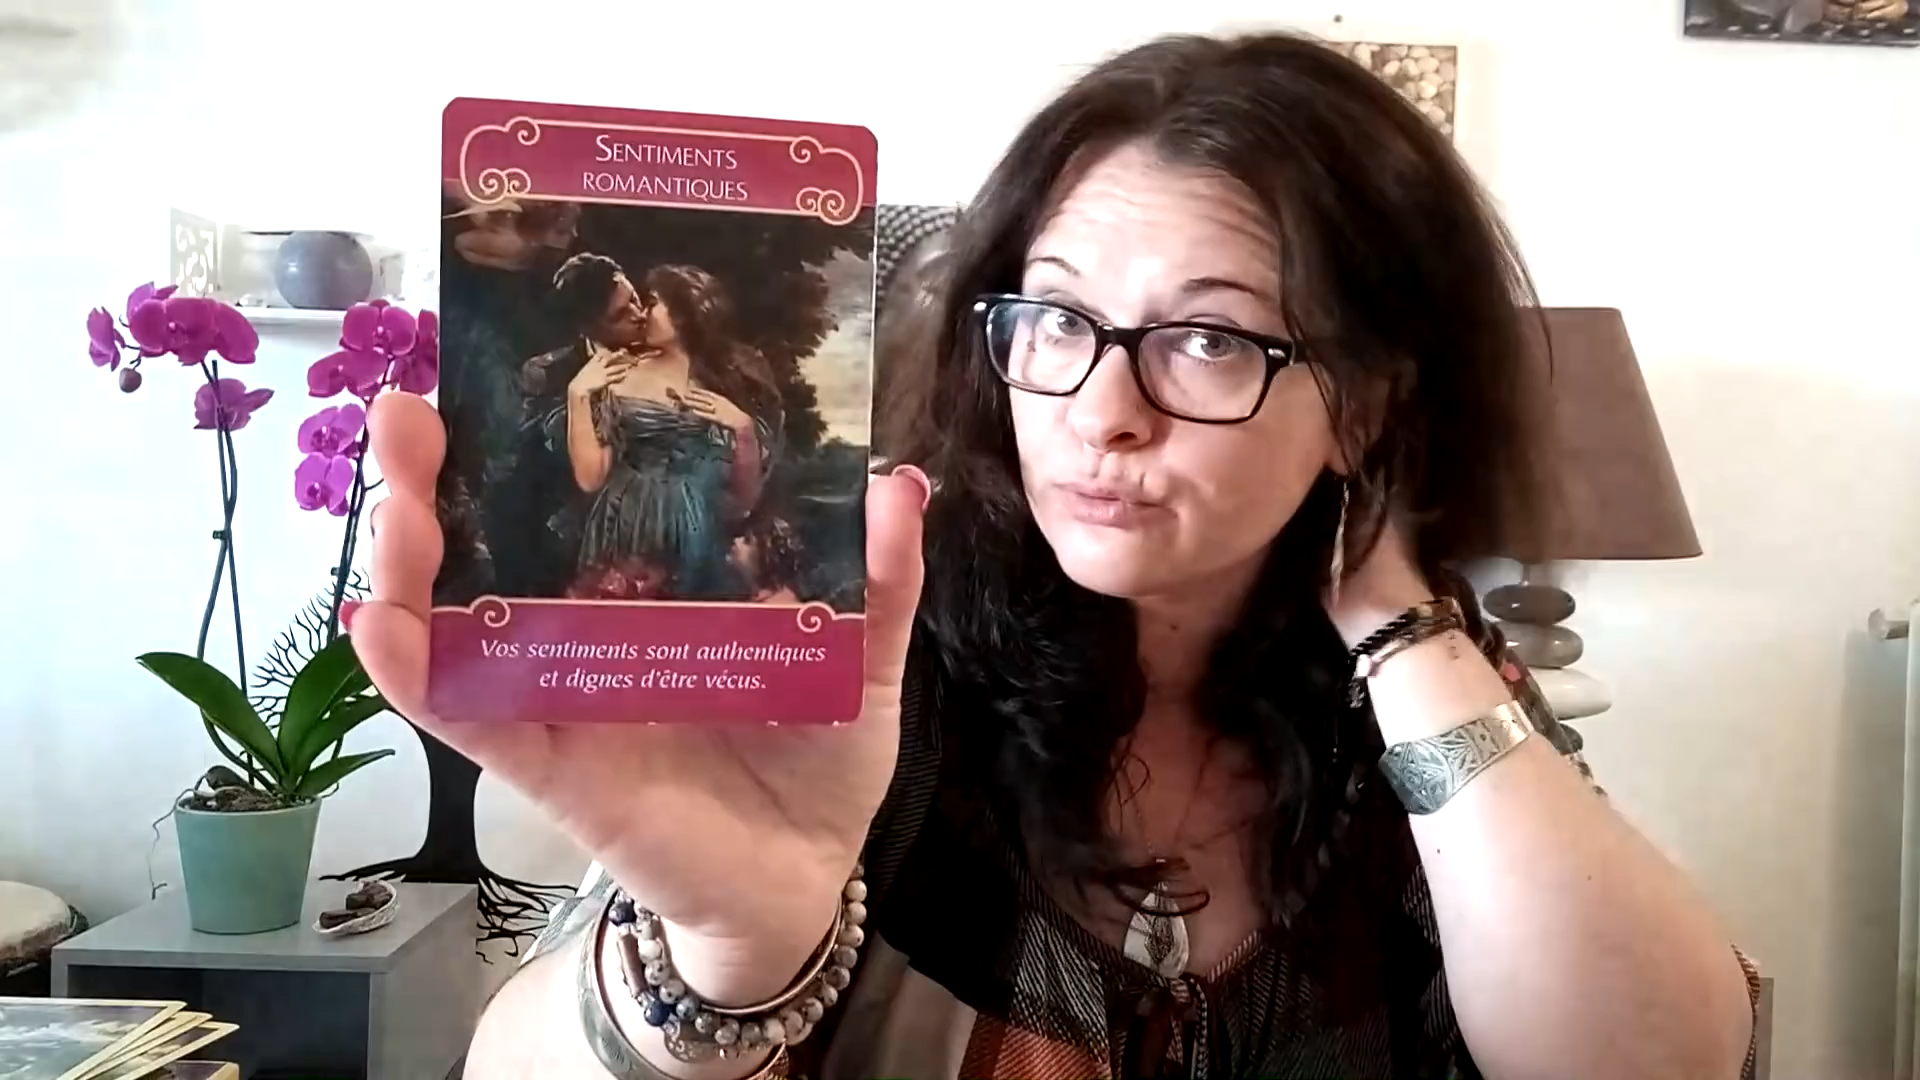 SENTIMENTS
ROMANTIQUES
Vos sentiments sont authentiques
et dignes d'être vécus.